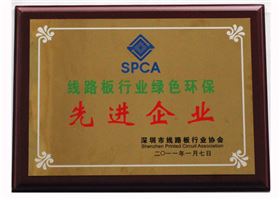 SPCA
线路板行业绿色环保
先进企业
深圳市线路板行业协会
Shenzhen Printed Circuit Association
二〇一一年一月七日